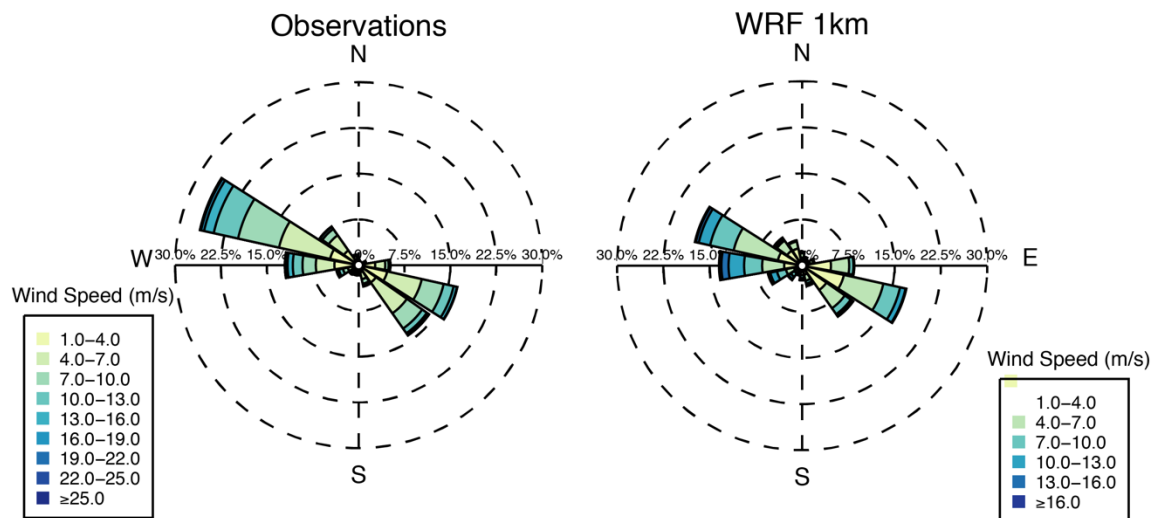 Observations
N
W
30.0%
22.5%
15.0%
7.5%
15.0%
22.5%
30.0%
S
Wind Speed (m/s)
1.0–4.0
4.0–7.0
7.0–10.0
10.0–13.0
13.0–16.0
16.0–19.0
19.0–22.0
22.0–25.0
≥25.0
WRF 1km
N
30.0%
22.5%
15.0%
7.5%
15.0%
22.5%
30.0%
E
S
Wind Speed (m/s)
1.0–4.0
4.0–7.0
7.0–10.0
10.0–13.0
13.0–16.0
≥16.0